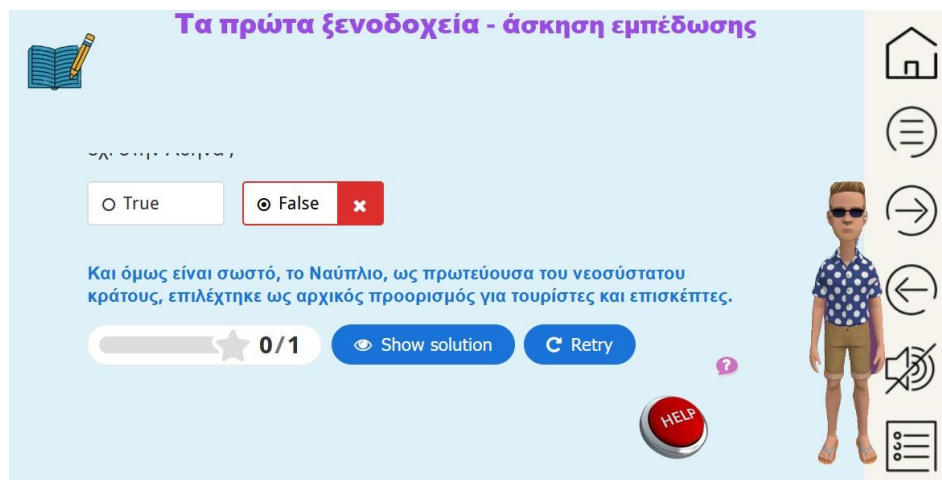 Τα πρώτα ξενοδοχεία - άσκηση εμπέδωσης
True
False
Και όμως είναι σωστό, το Ναύπλιο, ως πρωτεύουσα του νεοσύστατου
κράτους, επιλέχτηκε ως αρχικός προορισμός για τουρίστες και επισκέπτες.
0/1
Show solution
Retry
?
HELP